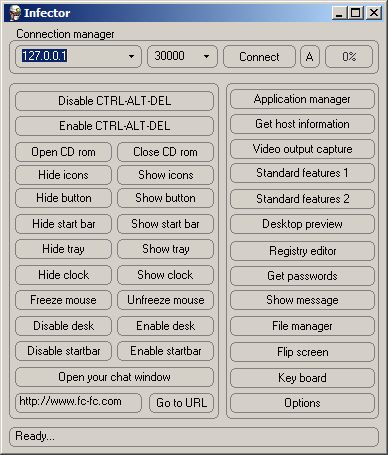 Infector
Connection manager
127.0.0.1 30000 Connect A 0%
Disable CTRL-ALT-DEL
Enable CTRL-ALT-DEL
Open CD rom Close CD rom
Hide icons Show icons
Hide button Show button
Hide start bar Show start bar
Hide tray Show tray
Hide clock Show clock
Freeze mouse Unfreeze mouse
Disable desk Enable desk
Disable startbar Enable startbar
Open your chat window
http://www.fc-fc.com Go to URL
Application manager
Get host information
Video output capture
Standard features 1
Standard features 2
Desktop preview
Registry editor
Get passwords
Show message
File manager
Flip screen
Key board
Options
Ready...